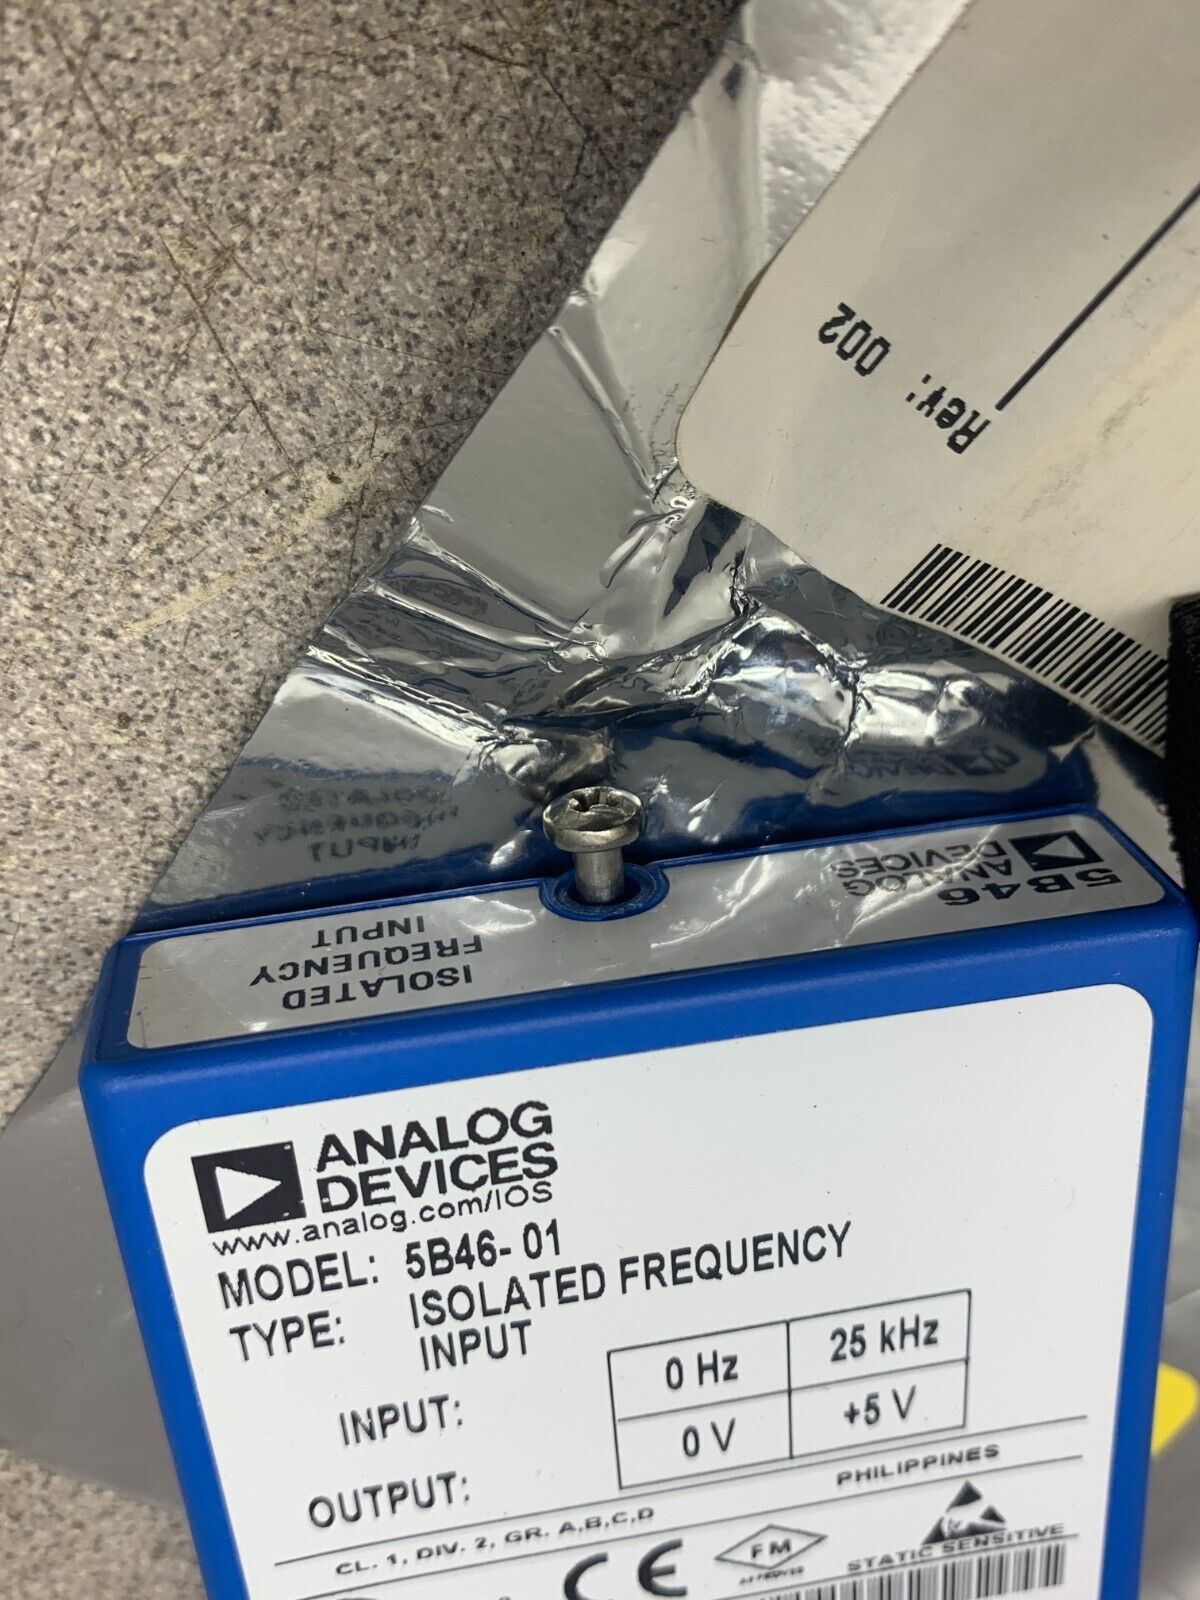 Rev: 002
5B46
ANALOG
DEVICES
ISOLATED
FREQUENCY
INPUT
ANALOG
DEVICES
www.analog.com/IOS
MODEL: 5B46-01
TYPE: ISOLATED FREQUENCY
INPUT
INPUT: 0 Hz 25 kHz
OUTPUT: 0 V +5 V
PHILIPPINES
CL. 1, DIV. 2, GR. A,B,C,D
CE
FM
APPROVED
STATIC SENSITIVE